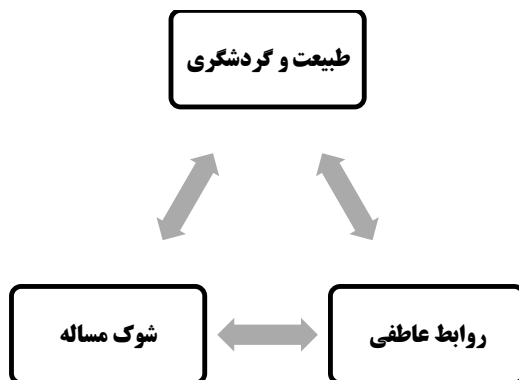 طبیعت و گردشگری
روابط عاطفی
شوک مساله